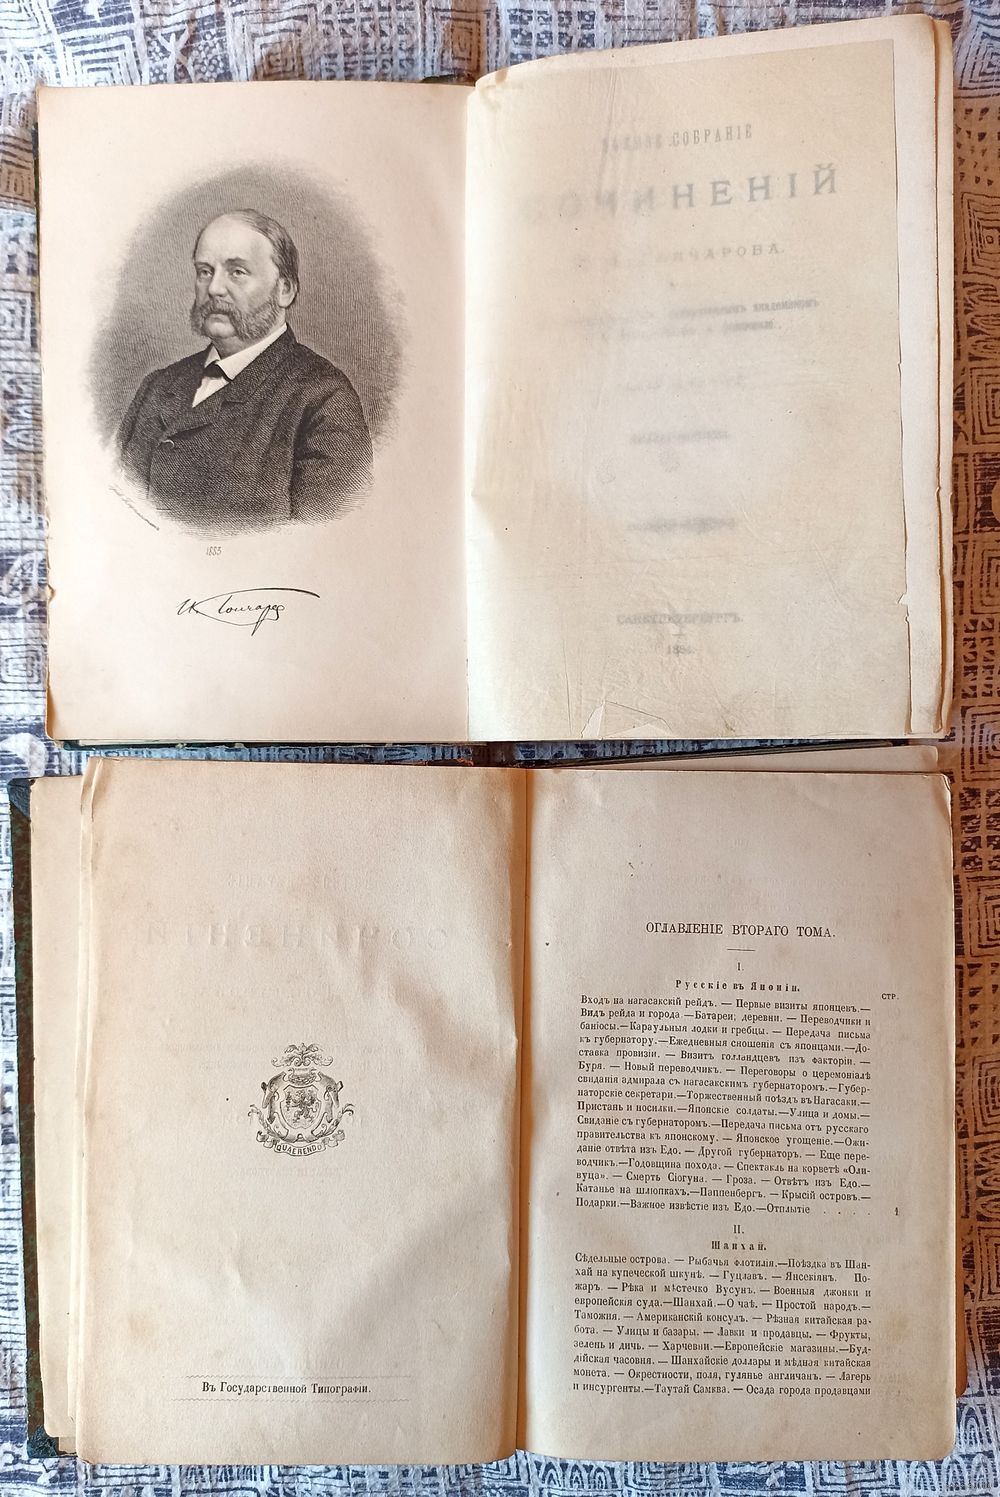 1883
СОБРАНІЕ
СОЧИНЕНІЙ
ГОНЧАРОВА.
АКАДЕМИКЪ
САНКТПЕТЕРБУРГЪ.
1884.
QUAERENDO
Въ Государственной Типографіи.
ОГЛАВЛЕНІЕ ВТОРАГО ТОМА.
I.
Русскіе въ Японіи.
СТР.
Входъ на нагасакскій рейдъ. — Первые визиты японцевъ.—
Видъ рейда и города —Батареи; деревни. — Переводчики и
баніосы.—Караульныя лодки и гребцы. — Передача письма
къ губернатору.—Ежедневныя сношенія съ японцами.—До-
ставка провизіи. — Визитъ голландцевъ изъ факторіи. —
Буря. — Новый переводчикъ. — Переговоры о церемоніалѣ
свиданія адмирала съ нагасакскимъ губернаторомъ.—Губер-
наторскіе секретари.—Торжественный поѣздъ въ Нагасаки.—
Пристань и носилки.—Японскіе солдаты.—Улица и домы.—
Свиданіе съ губернаторомъ.—Передача письма отъ русскаго
правительства къ японскому. — Японское угощеніе.—Ожи-
даніе отвѣта изъ Едо. — Другой губернаторъ. — Еще пере-
водчикъ.—Годовщина похода. — Спектакль на корветѣ «Оли-
вуца». — Смерть Сіогуна. — Гроза. — Отвѣтъ изъ Едо.—
Катанье на шлюпкахъ.—Паппенбергъ. — Крысій островъ.—
Подарки.—Важное извѣстіе изъ Едо.—Отплытіе . . . . 1
II.
Шанхай.
Сѣдельные острова. — Рыбачья флотилія.—Поѣздка въ Шан-
хай на купеческой шкунѣ. — Гуцлавъ. — Янсекіянъ. По-
жаръ. — Рѣка и мѣстечко Вусунъ. — Военныя джонки и
европейскія суда.—Шанхай.—О чаѣ. — Простой народъ.—
Таможня. — Американскій консулъ. — Рѣзная китайская ра-
бота. — Улицы и базары. — Лавки и продавцы. — Фрукты,
зелень и дичь. — Харчевни.—Европейскіе магазины.—Буд-
дійская часовня. — Шанхайскіе доллары и мѣдная китайская
монета. — Окрестности, поля, гулянье англичанъ. — Лагерь
и инсургенты.—Таутай Самква. — Осада города продавцами